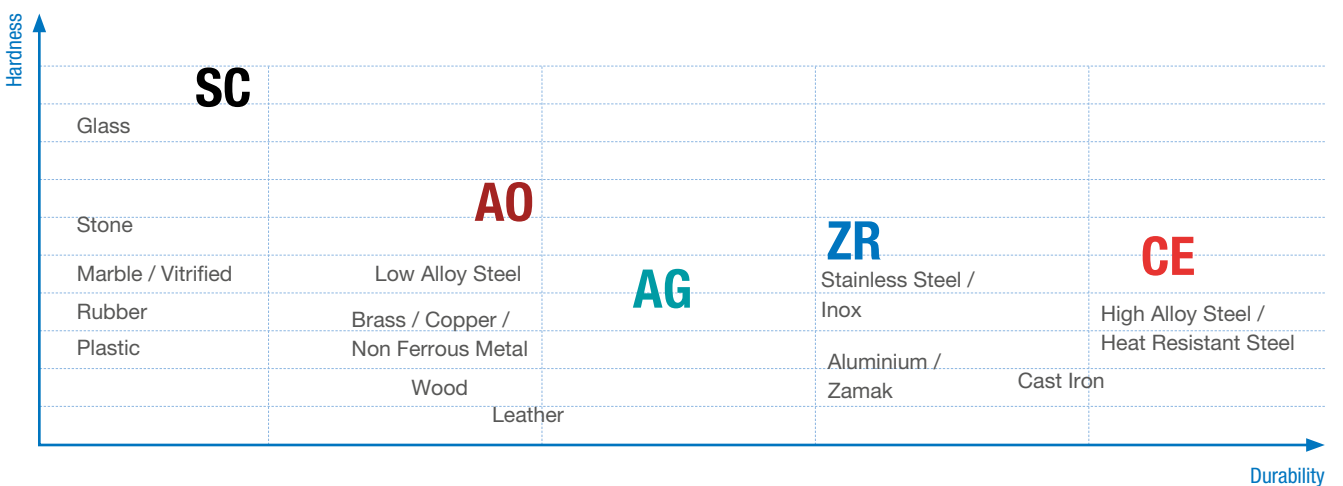 Hardness
SC
Glass
AO
Stone
ZR
CE
Marble / Vitrified
Low Alloy Steel
AG
Stainless Steel /
Inox
Rubber
Brass / Copper /
Non Ferrous Metal
High Alloy Steel /
Heat Resistant Steel
Plastic
Aluminium /
Zamak
Cast Iron
Wood
Leather
Durability